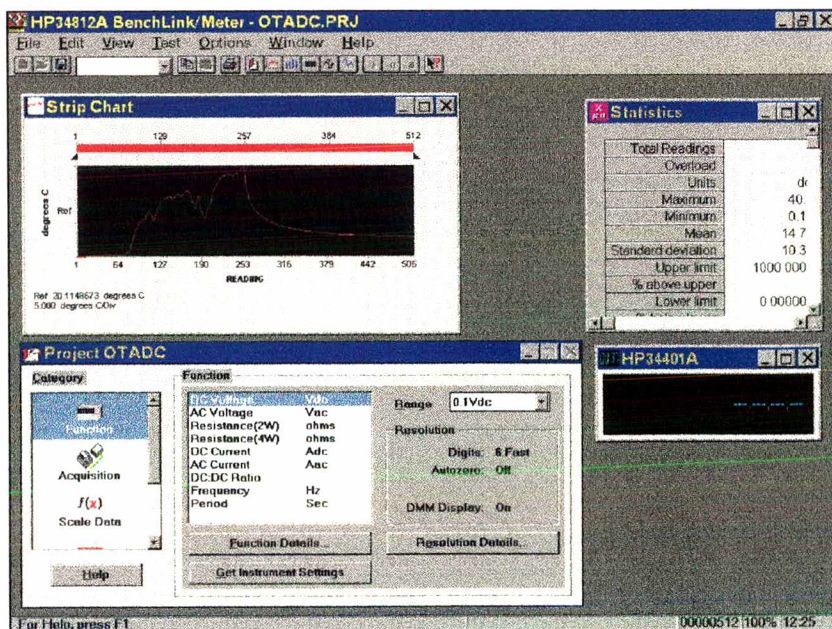 HP34812A BenchLink/Meter - OTADC.PRJ
File Edit View Test Options Window Help
Strip Chart
1 129 257 384 512
degrees C
Ref
1 64 127 190 253 316 379 442 505
READING
Ref 20.1148673 degrees C
5.000 degrees C/Div
Statistics
Total Readings
Overload
Units de
Maximum 40.
Minimum 0.1
Mean 14.7
Standard deviation 10.3
Upper limit 1000.000
% above upper
Lower limit 0.00000
Project OTADC
Category
Function
Acquisition
f(x)
Scale Data
Help
Function
DC Voltage Vdc
AC Voltage Vac
Resistance(2W) ohms
Resistance(4W) ohms
DC Current Adc
AC Current Aac
DC:DC Ratio
Frequency Hz
Period Sec
Function Details...
Get Instrument Settings
Range 0.1Vdc
Resolution
Digits: 6 Fast
Autozero: Off
DMM Display: On
Resolution Details...
HP34401A
For Help, press F1
00000512 100% 12:25